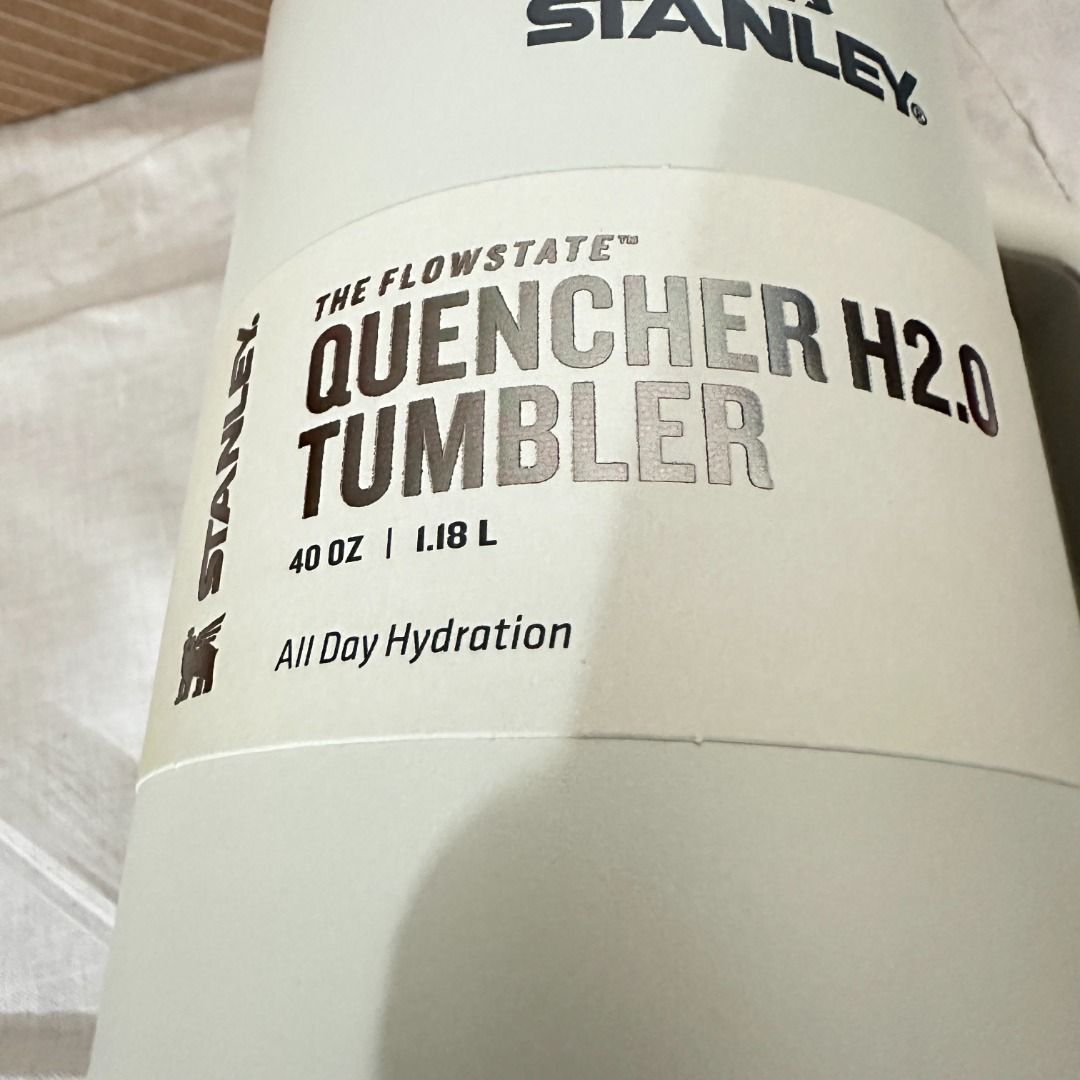 STANLEY®
THE FLOWSTATE™
QUENCHER H2.0
TUMBLER
40 OZ | 1.18 L
All Day Hydration
STANLEY.